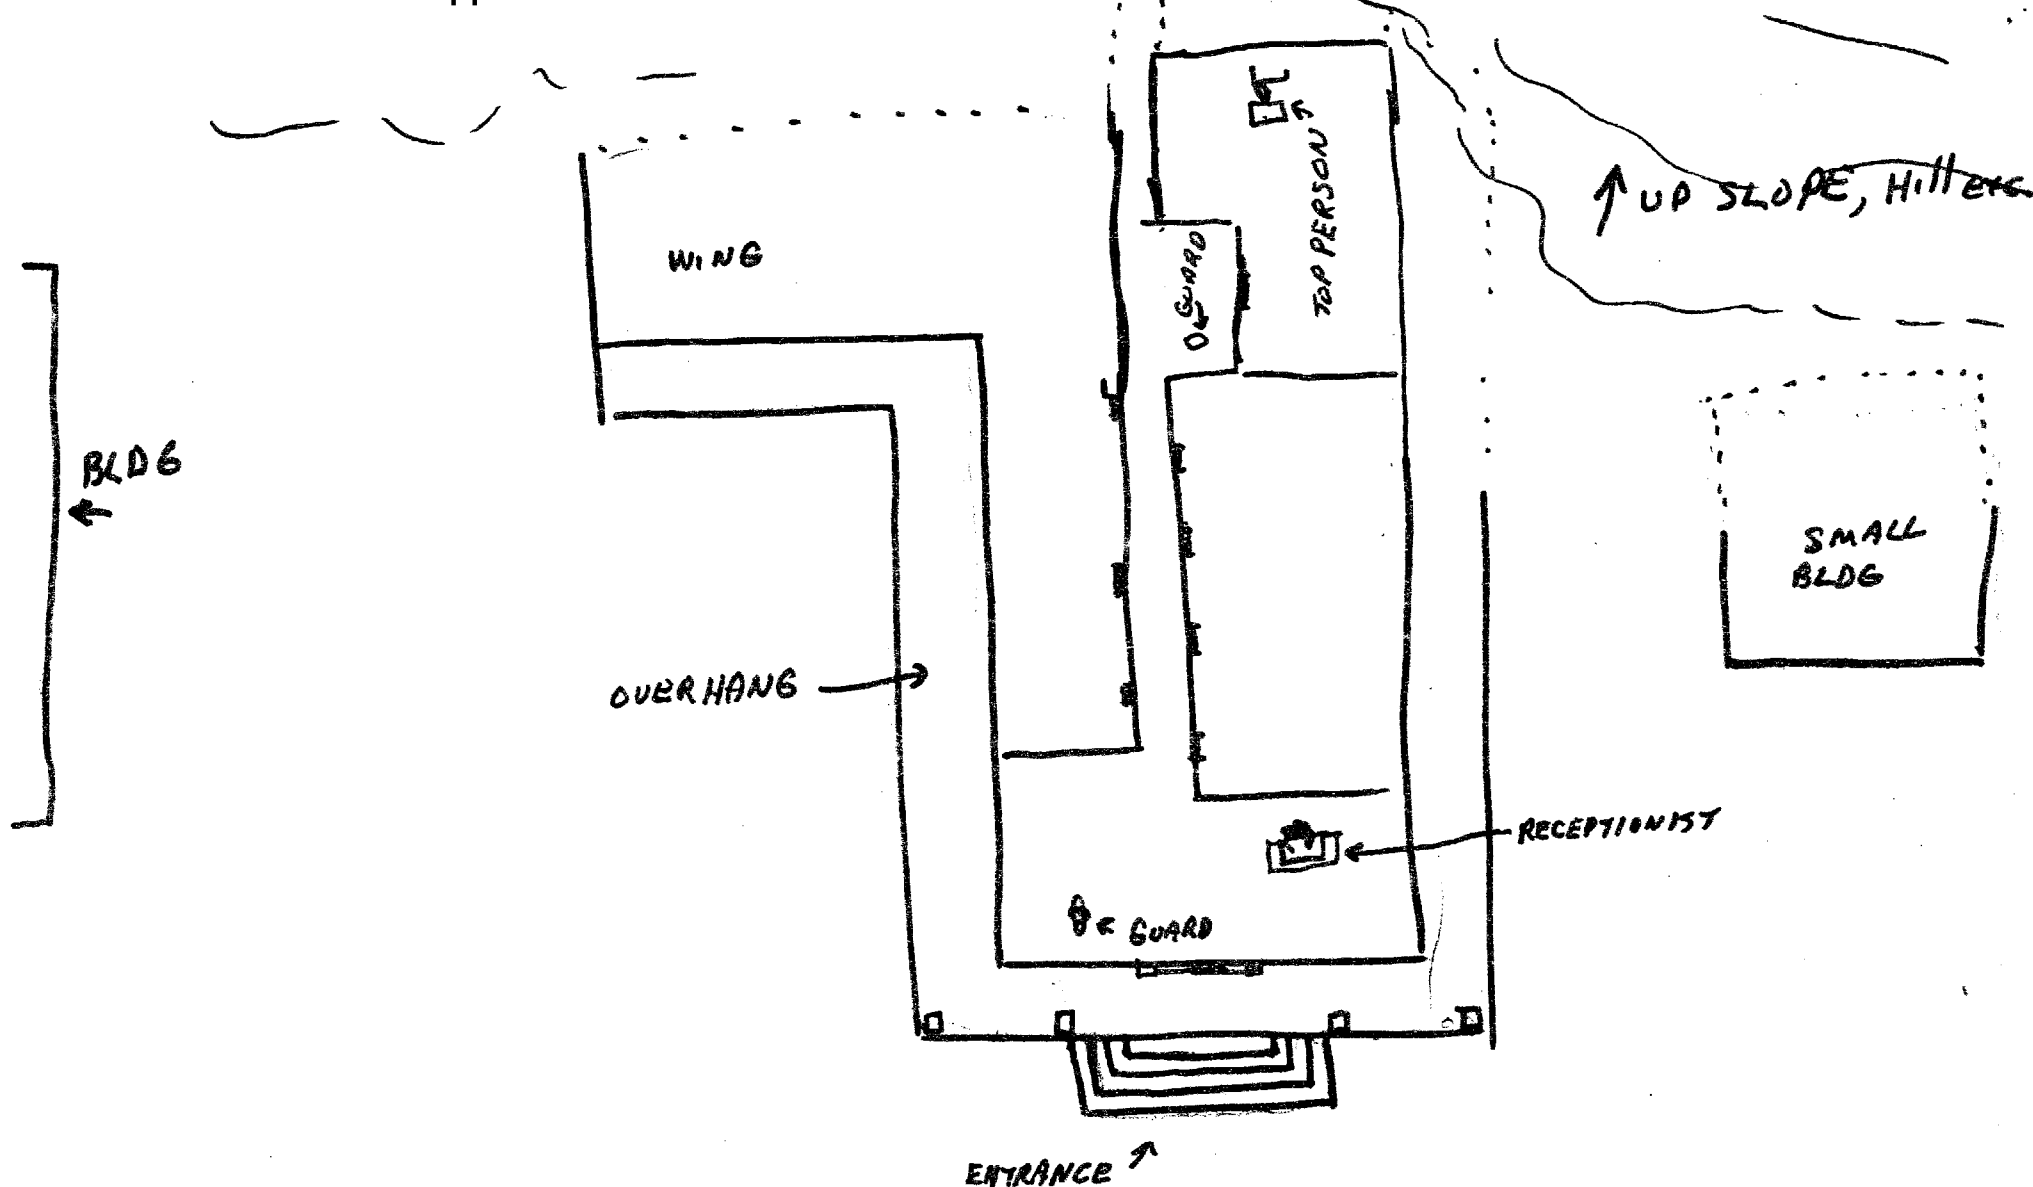 UP SLOPE, Hill etc
TOP PERSON
GUARD
WING
BLDG
SMALL
BLDG
OVERHANG
RECEPTIONIST
GUARD
ENTRANCE